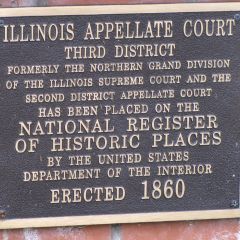 ILLINOIS APPELLATE COURT
THIRD DISTRICT
FORMERLY THE NORTHERN GRAND DIVISION
OF THE ILLINOIS SUPREME COURT AND THE
SECOND DISTRICT APPELLATE COURT
HAS BEEN PLACED ON THE
NATIONAL REGISTER
OF HISTORIC PLACES
BY THE UNITED STATES
DEPARTMENT OF THE INTERIOR
ERECTED 1860